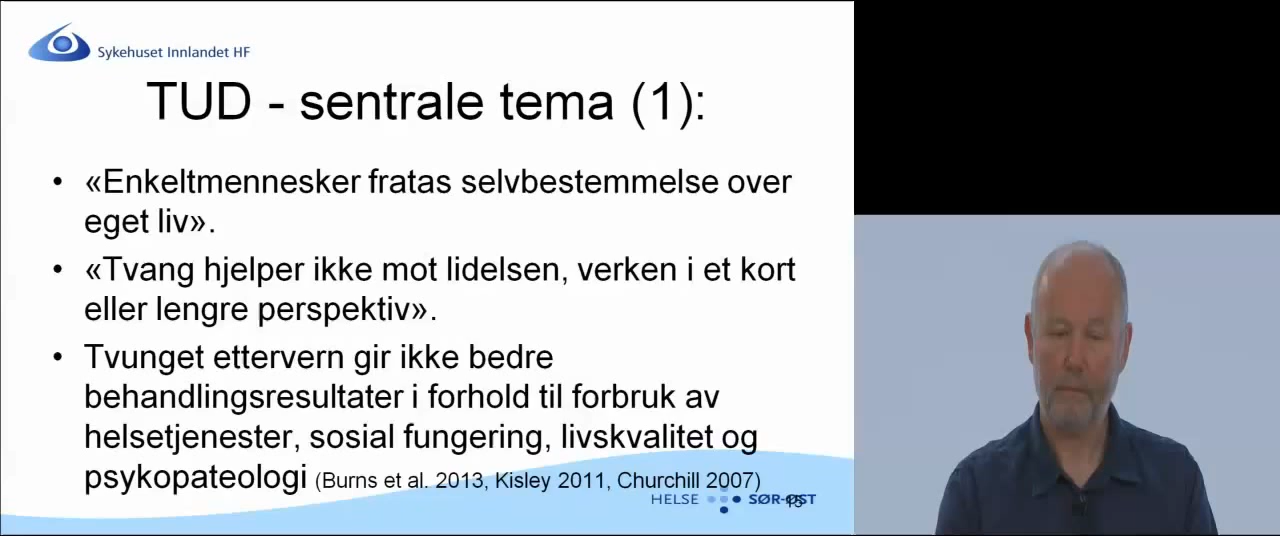 Sykehuset Innlandet HF
TUD - sentrale tema (1):
• «Enkeltmennesker fratas selvbestemmelse over
eget liv».
• «Tvang hjelper ikke mot lidelsen, verken i et kort
eller lengre perspektiv».
• Tvunget ettervern gir ikke bedre
behandlingsresultater i forhold til forbruk av
helsetjenester, sosial fungering, livskvalitet og
psykopateologi (Burns et al. 2013, Kisley 2011, Churchill 2007)
HELSE SØR-ØST
15